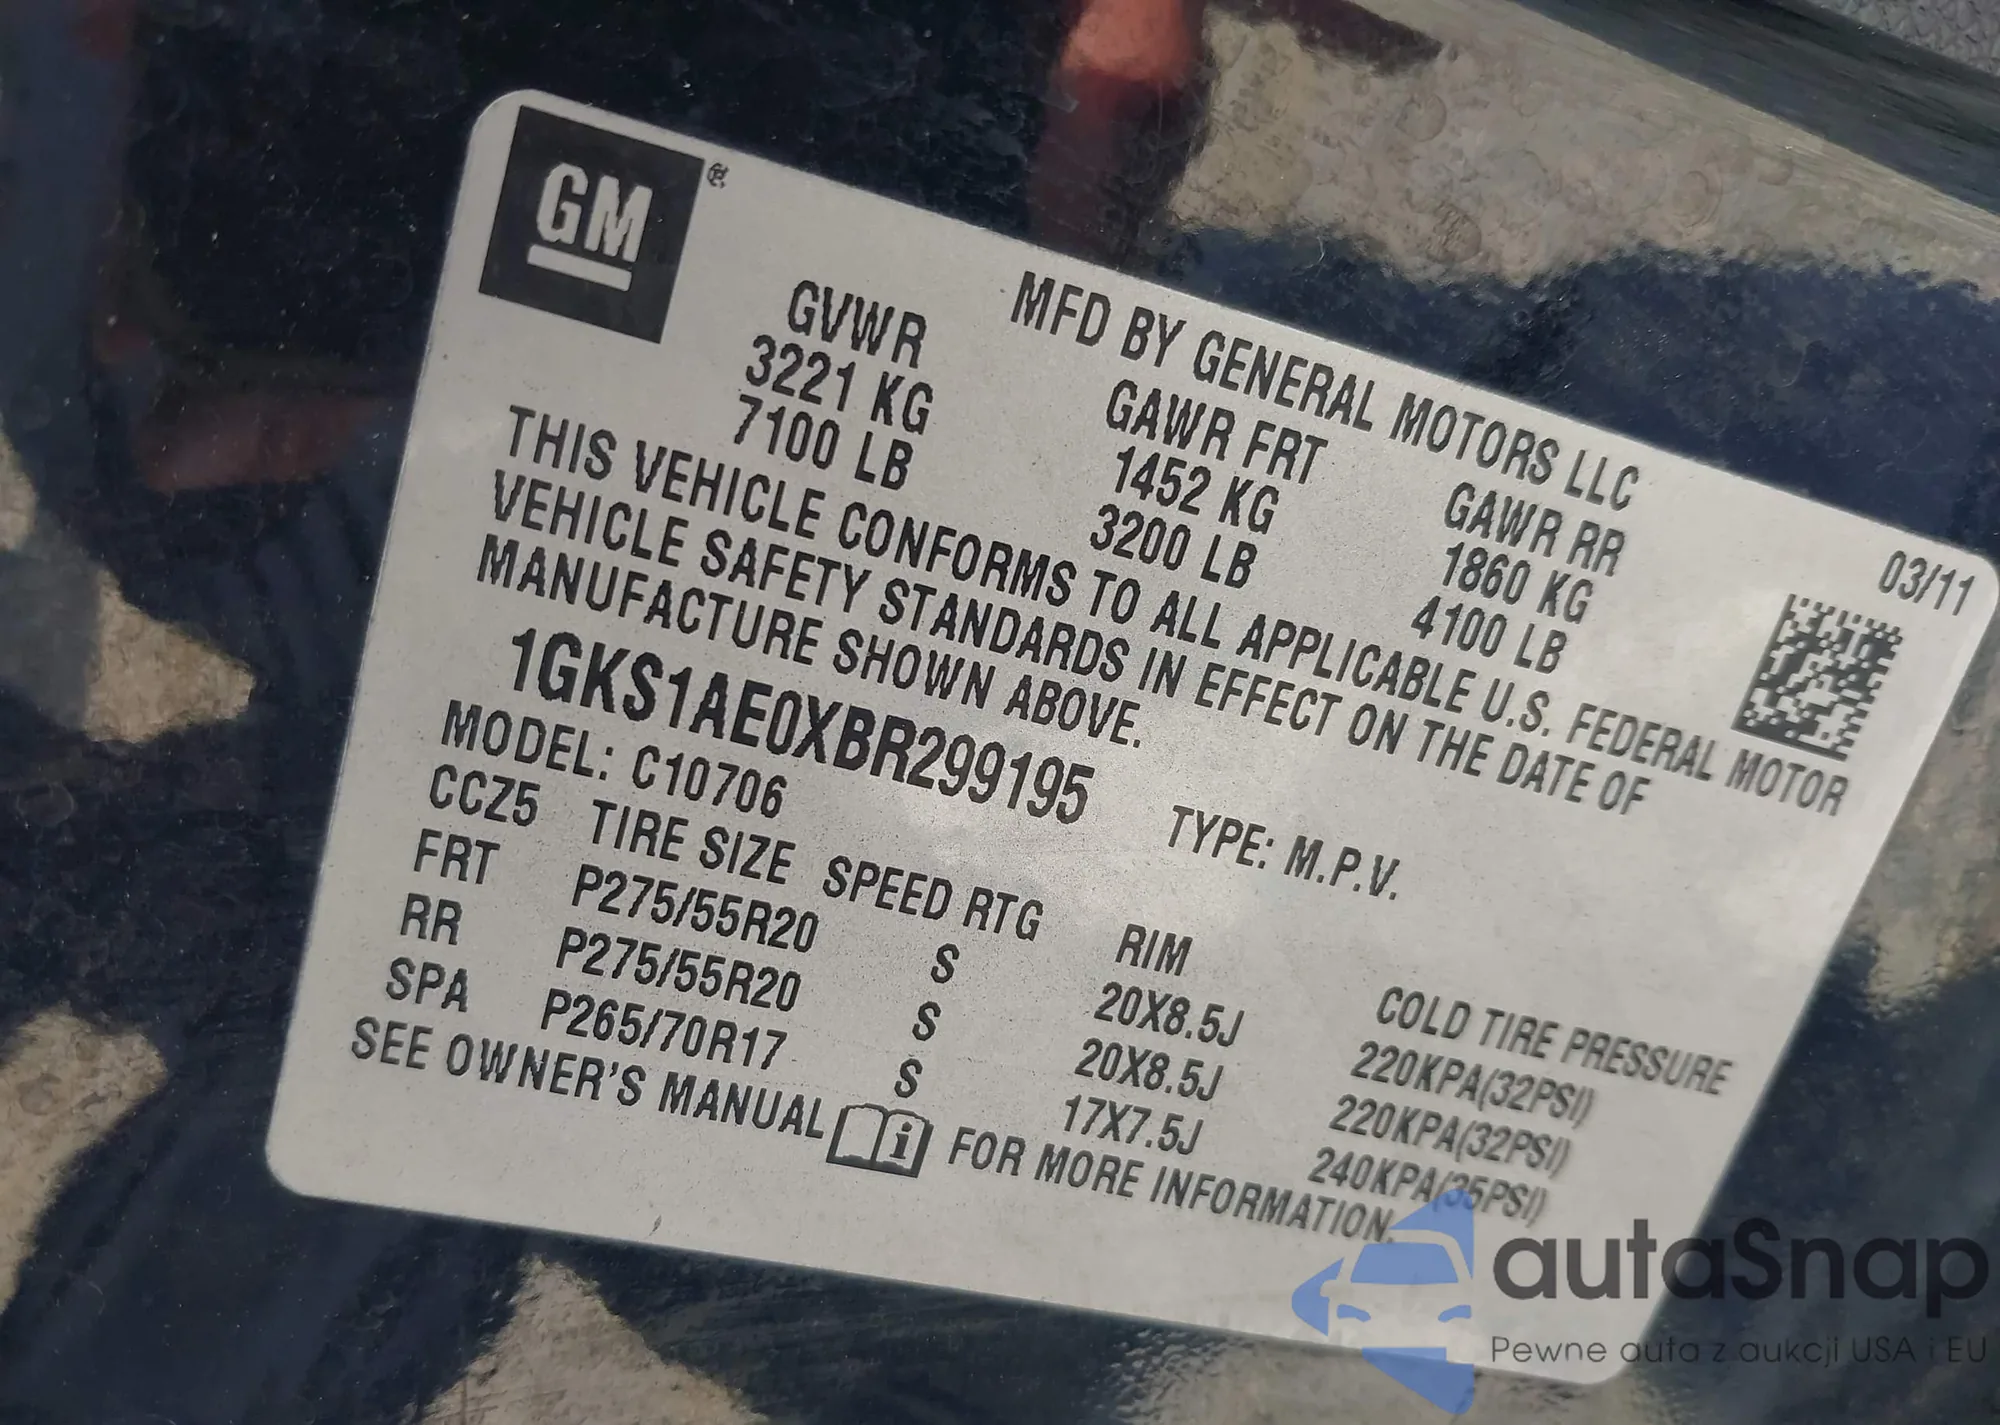 GM
MFD BY GENERAL MOTORS LLC
03/11
GVWR GAWR FRT GAWR RR
3221 KG 1452 KG 1860 KG
7100 LB 3200 LB 4100 LB
THIS VEHICLE CONFORMS TO ALL APPLICABLE U.S. FEDERAL MOTOR
VEHICLE SAFETY STANDARDS IN EFFECT ON THE DATE OF
MANUFACTURE SHOWN ABOVE.
1GKS1AE0XBR299195 TYPE: M.P.V.
MODEL: C10706
CCZ5 TIRE SIZE SPEED RTG RIM COLD TIRE PRESSURE
FRT P275/55R20 S 20X8.5J 220KPA(32PSI)
RR P275/55R20 S 20X8.5J 220KPA(32PSI)
SPA P265/70R17 S 17X7.5J 240KPA(35PSI)
SEE OWNER'S MANUAL i FOR MORE INFORMATION.
autaSnap
Pewne auta z aukcji USA i EU